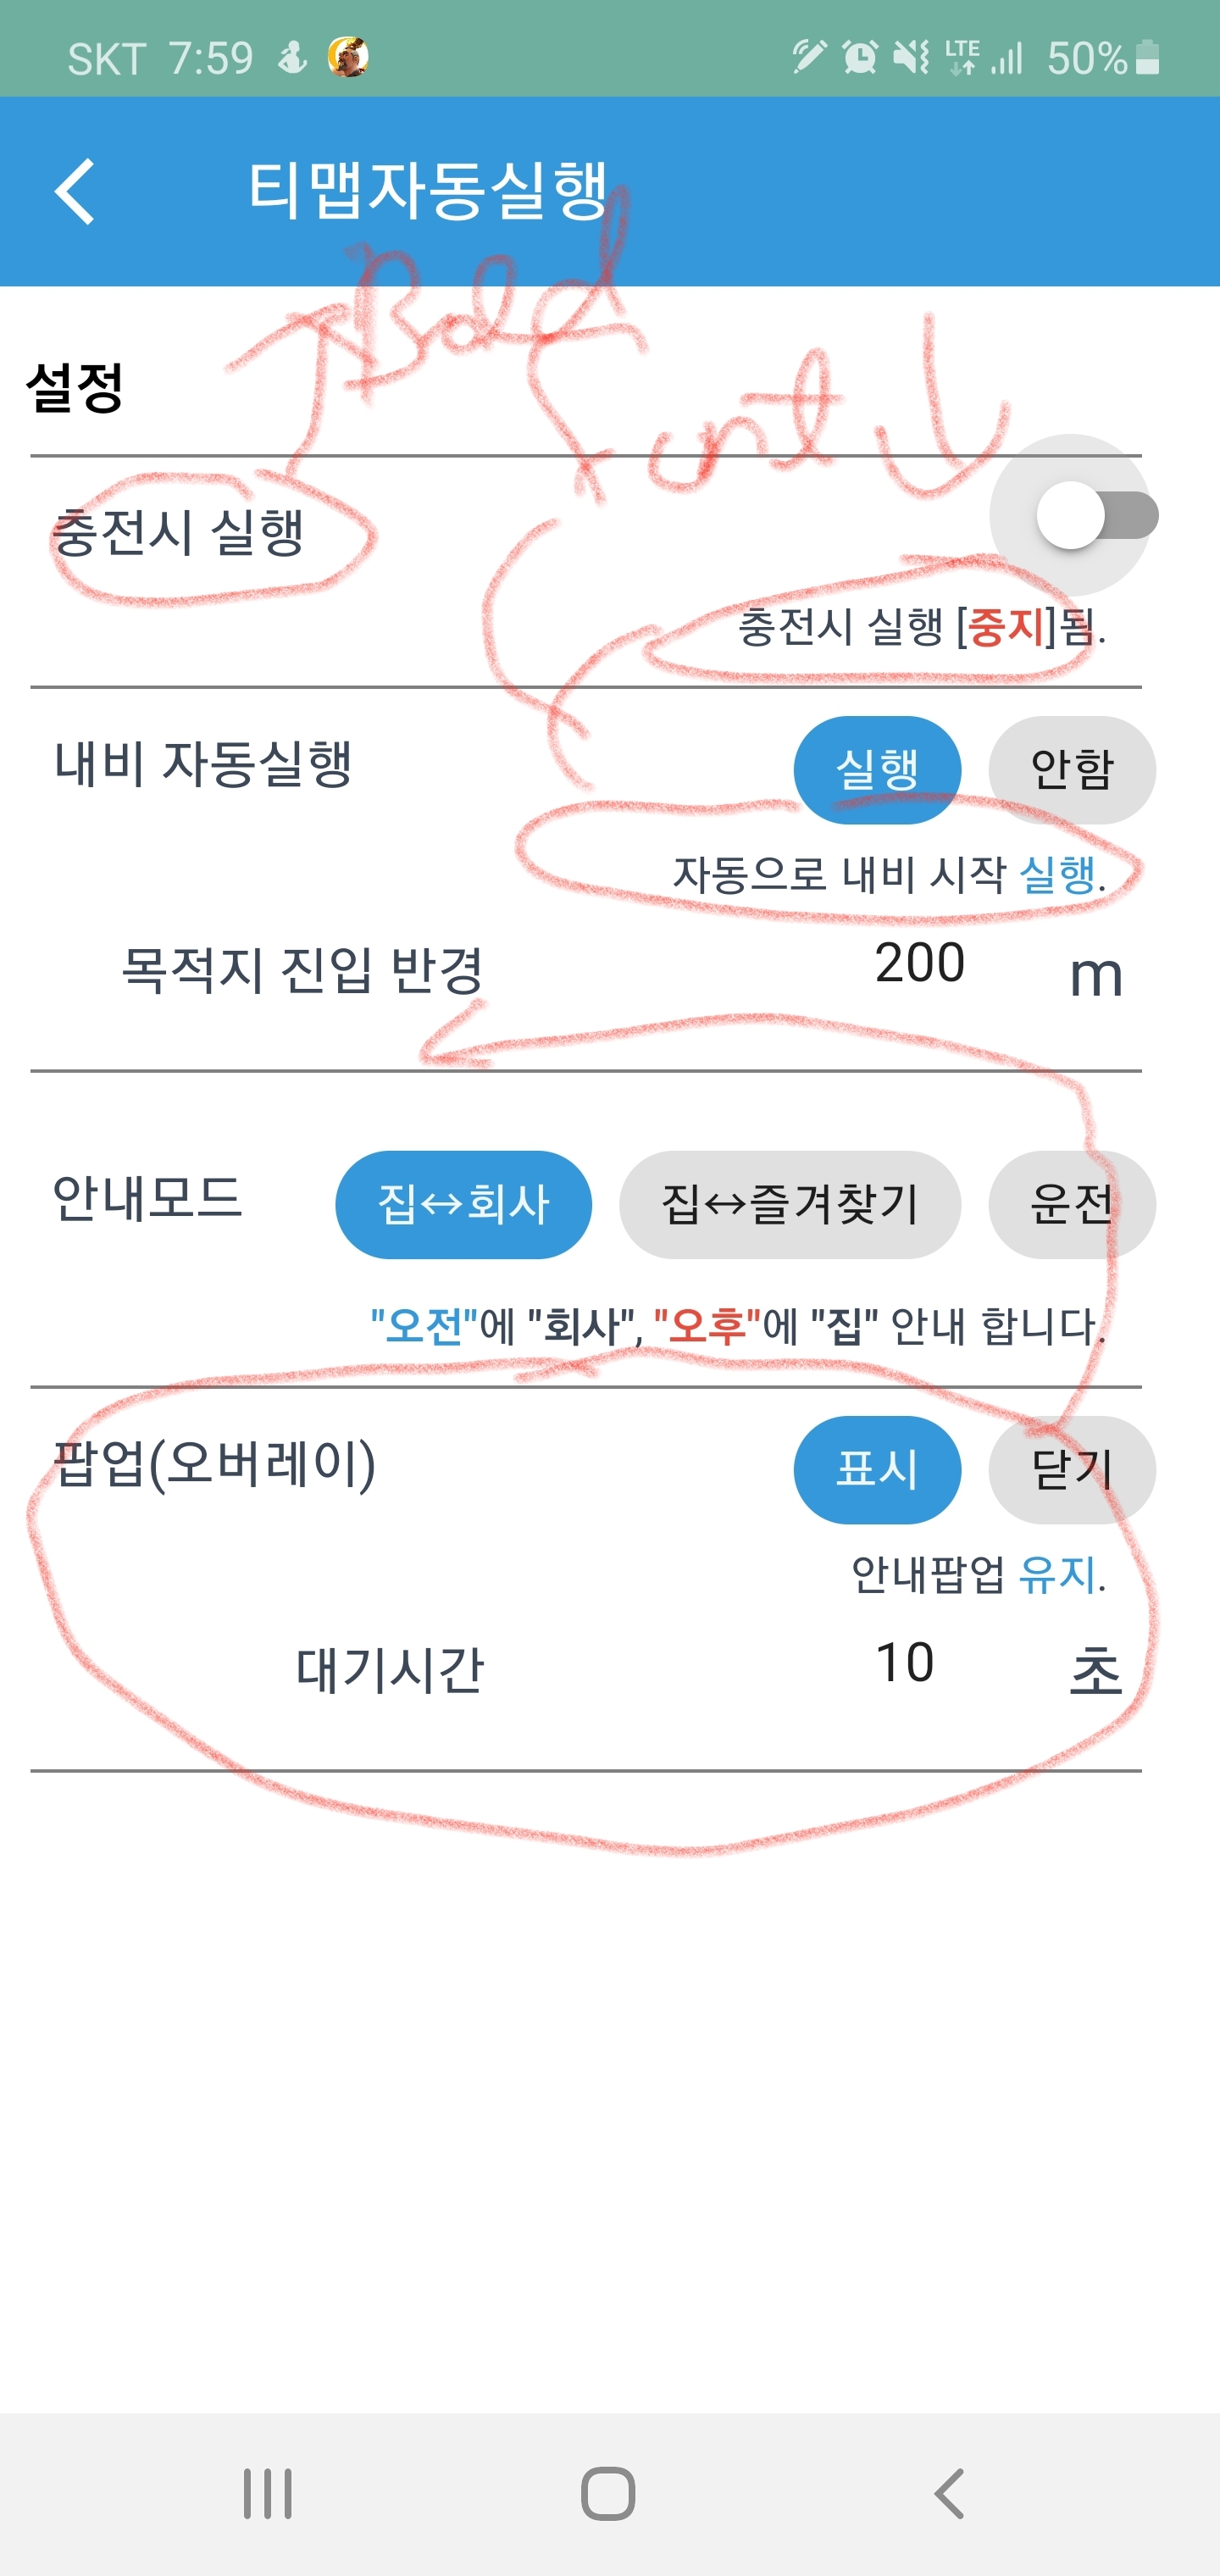 SKT 7:59 LTE 50%
티맵자동실행
Bold
설정
font ↓
충전시 실행
충전시 실행 [중지]됨.
내비 자동실행 실행 안함
자동으로 내비 시작 실행.
목적지 진입 반경 200 m
안내모드 집↔회사 집↔즐겨찾기 운전
"오전"에 "회사", "오후"에 "집" 안내 합니다.
팝업(오버레이) 표시 닫기
안내팝업 유지.
대기시간 10 초